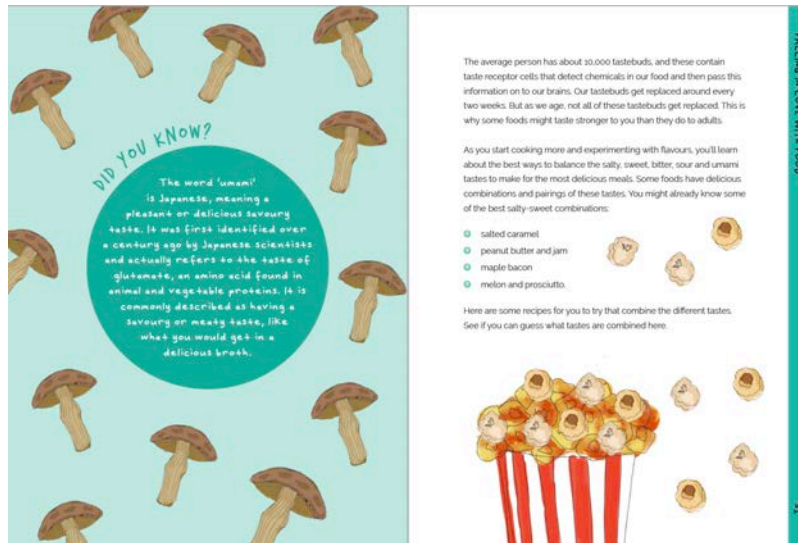 DID YOU KNOW?
The word 'umami'
is Japanese, meaning a
pleasant or delicious savoury
taste. It was first identified over
a century ago by Japanese scientists
and actually refers to the taste of
glutamate, an amino acid found in
animal and vegetable proteins. It is
commonly described as having a
savoury or meaty taste, like
what you would get in a
delicious broth.
The average person has about 10,000 tastebuds, and these contain
taste receptor cells that detect chemicals in our food and then pass this
information on to our brains. Our tastebuds get replaced around every
two weeks. But as we age, not all of these tastebuds get replaced. This is
why some foods might taste stronger to you than they do to adults.
As you start cooking more and experimenting with flavours, you'll learn
about the best ways to balance the salty, sweet, bitter, sour and umami
tastes to make for the most delicious meals. Some foods have delicious
combinations and pairings of these tastes. You might already know some
of the best salty-sweet combinations:
salted caramel
peanut butter and jam
maple bacon
melon and prosciutto.
Here are some recipes for you to try that combine the different tastes.
See if you can guess what tastes are combined here.